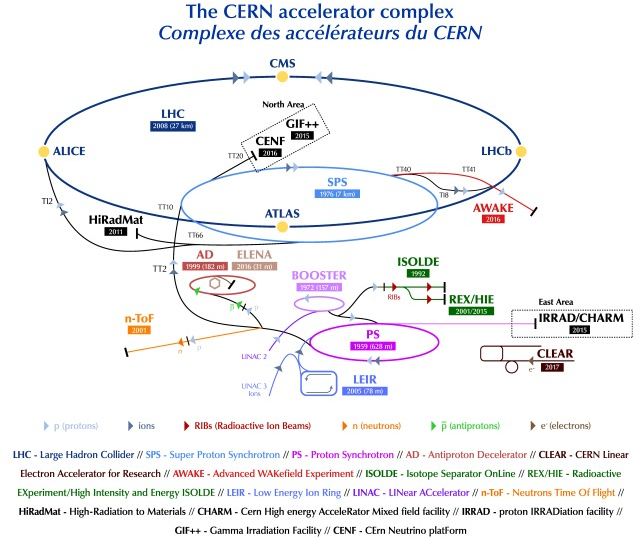 The CERN accelerator complex
Complexe des accélérateurs du CERN
CMS
North Area
LHC
2008 (27 km)
GIF++
2015
CENF
2016
ALICE
LHCb
TT20
TT40
TT41
SPS
1976 (7 km)
TI8
TI2
TT10
AWAKE
2016
HiRadMat
2011
ATLAS
TT66
AD
1999 (182 m)
ELENA
2016 (31 m)
TT2
ISOLDE
1992
BOOSTER
1972 (157 m)
RIBs
REX/HIE
2001/2015
p
p
East Area
n-ToF
2001
IRRAD/CHARM
2015
PS
1959 (628 m)
n
p
LINAC 2
CLEAR
2017
e-
LINAC 3
Ions
LEIR
2005 (78 m)
p (protons)
ions
RIBs (Radioactive Ion Beams)
n (neutrons)
p̄ (antiprotons)
e- (electrons)
LHC - Large Hadron Collider // SPS - Super Proton Synchrotron // PS - Proton Synchrotron // AD - Antiproton Decelerator // CLEAR - CERN Linear
Electron Accelerator for Research // AWAKE - Advanced WAKefield Experiment // ISOLDE - Isotope Separator OnLine // REX/HIE - Radioactive
EXperiment/High Intensity and Energy ISOLDE // LEIR - Low Energy Ion Ring // LINAC - LINear ACcelerator // n-ToF - Neutrons Time Of Flight //
HiRadMat - High-Radiation to Materials // CHARM - Cern High energy AcceleRator Mixed field facility // IRRAD - proton IRRADiation facility //
GIF++ - Gamma Irradiation Facility // CENF - CErn Neutrino platForm